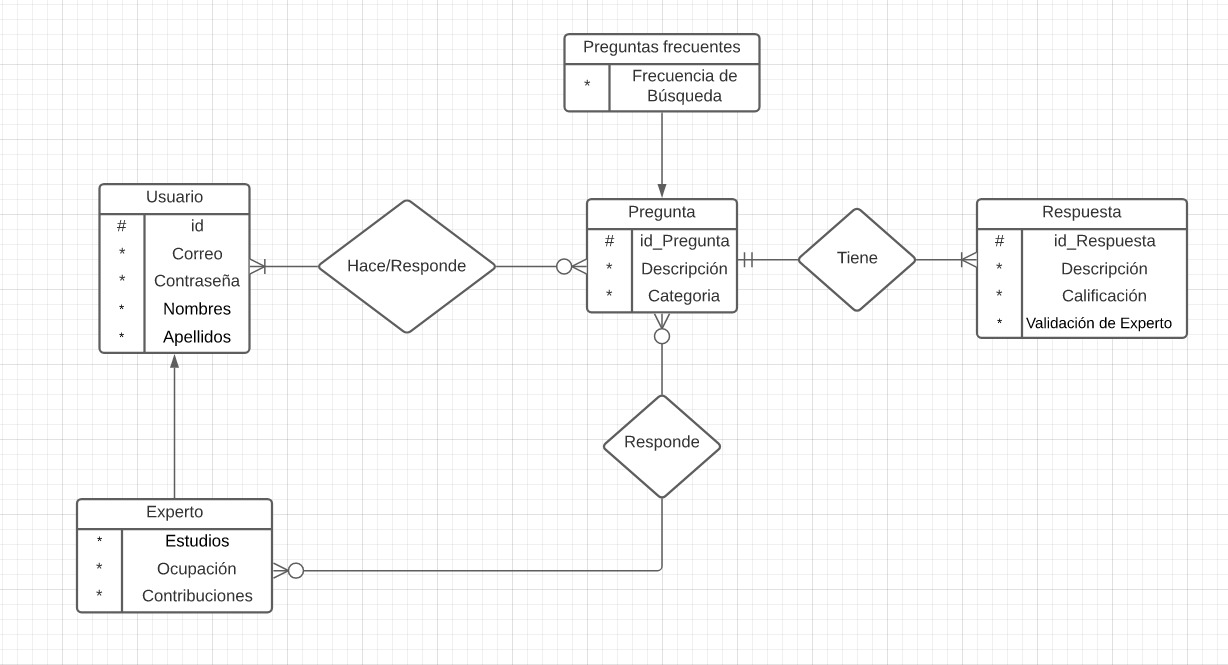 Preguntas frecuentes
* Frecuencia de
Búsqueda
Usuario
# id
* Correo
* Contraseña
* Nombres
* Apellidos
Hace/Responde
Pregunta
# id_Pregunta
* Descripción
* Categoria
Tiene
Respuesta
# id_Respuesta
* Descripción
* Calificación
* Validación de Experto
Responde
Experto
* Estudios
* Ocupación
* Contribuciones